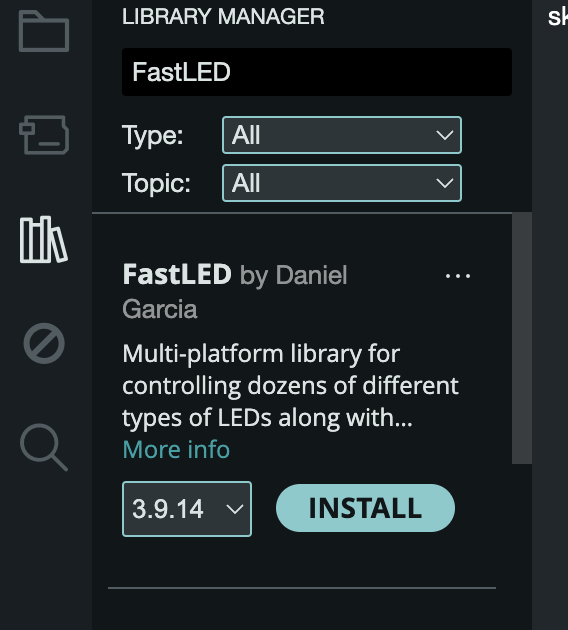 LIBRARY MANAGER
sk
FastLED
Type: All
Topic: All
FastLED by Daniel
Garcia
Multi-platform library for
controlling dozens of different
types of LEDs along with...
More info
3.9.14 INSTALL